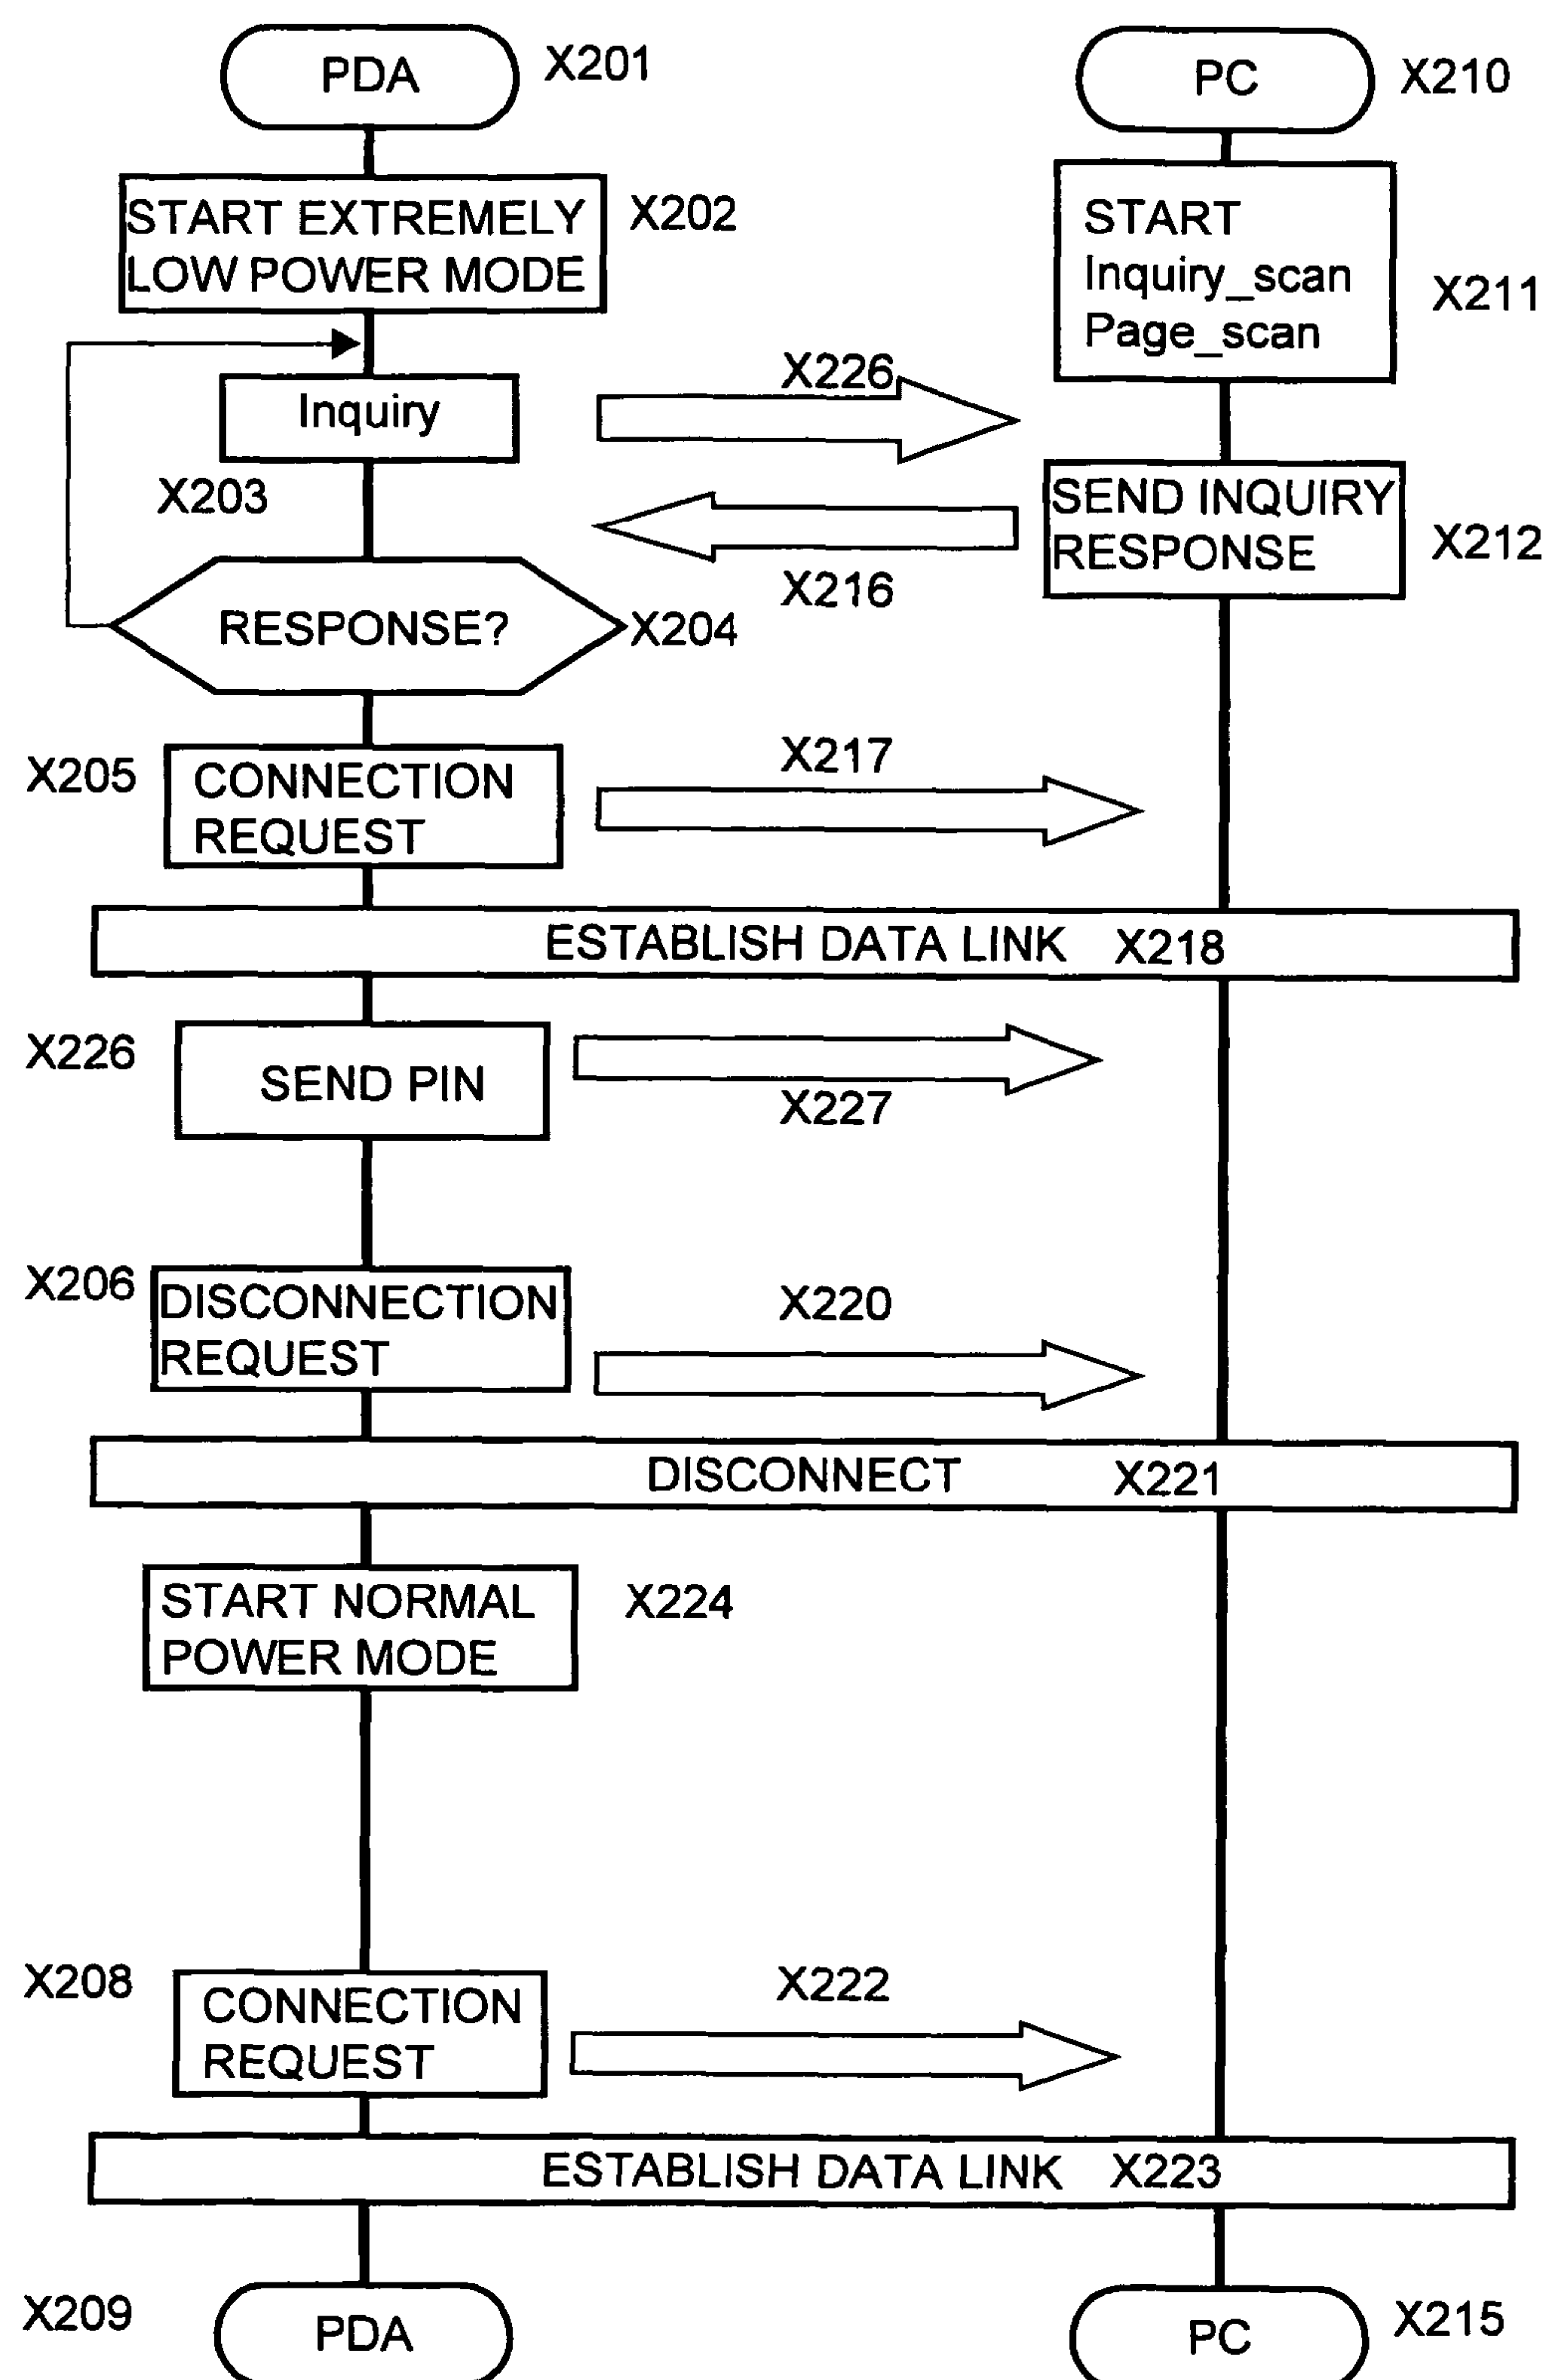 PDA
X201
PC
X210
START EXTREMELY
LOW POWER MODE
X202
START
Inquiry_scan
Page_scan
X211
Inquiry
X203
X226
SEND INQUIRY
RESPONSE
X212
X216
RESPONSE?
X204
X205
CONNECTION
REQUEST
X217
ESTABLISH DATA LINK X218
X226
SEND PIN
X227
X206
DISCONNECTION
REQUEST
X220
DISCONNECT X221
START NORMAL
POWER MODE
X224
X208
CONNECTION
REQUEST
X222
ESTABLISH DATA LINK X223
X209
PDA
PC
X215